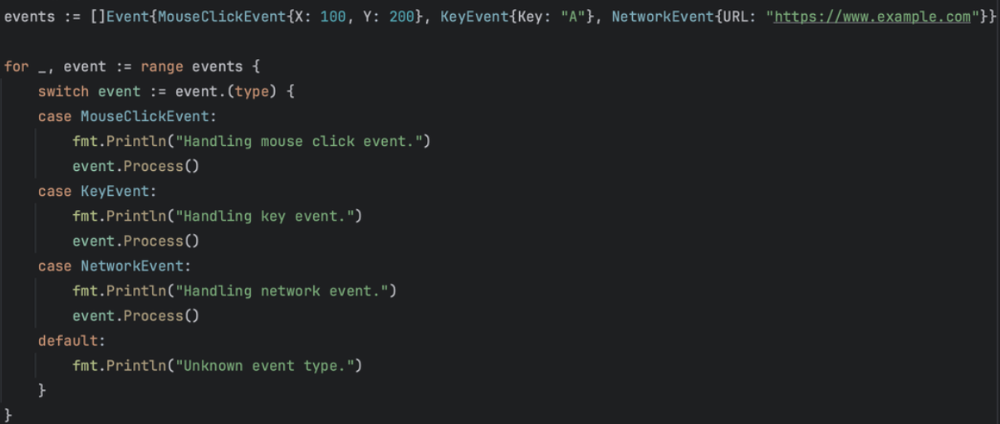 events := []Event{MouseClickEvent{X: 100, Y: 200}, KeyEvent{Key: "A"}, NetworkEvent{URL: "https://www.example.com"}}
for _, event := range events {
    switch event := event.(type) {
    case MouseClickEvent:
        fmt.Println("Handling mouse click event.")
        event.Process()
    case KeyEvent:
        fmt.Println("Handling key event.")
        event.Process()
    case NetworkEvent:
        fmt.Println("Handling network event.")
        event.Process()
    default:
        fmt.Println("Unknown event type.")
    }
}